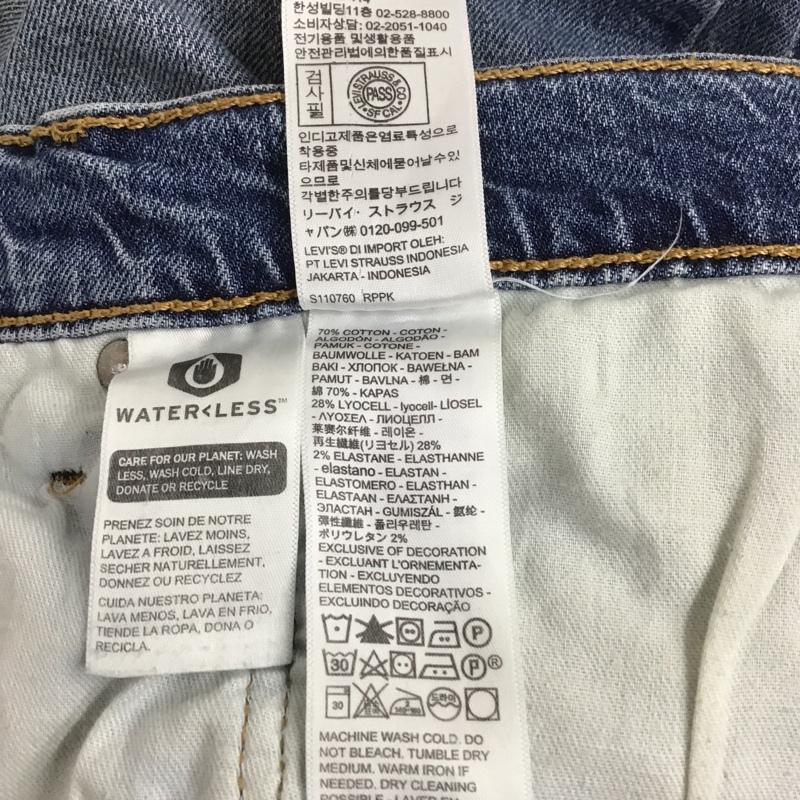 한성빌딩11층 02-528-8800
소비자상담: 02-2051-1040
전기용품 및생활용품
안전관리법에의한품질표시
검
사
필
LEVI STRAUSS & CO
PASS
SF CAL
인디고제품은염료특성으로
착용중
타제품및신체에묻어날수있
으므로
각별한주의를당부드립니다
リーバイ・ストラウス ジ
ャパン㈱ 0120-099-501
LEVI'S® DI IMPORT OLEH:
PT LEVI STRAUSS INDONESIA
JAKARTA - INDONESIA
S110760 RPPK
WATER<LESS™
CARE FOR OUR PLANET: WASH
LESS, WASH COLD, LINE DRY,
DONATE OR RECYCLE
PRENEZ SOIN DE NOTRE
PLANETE: LAVEZ MOINS,
LAVEZ A FROID, LAISSEZ
SECHER NATURELLEMENT,
DONNEZ OU RECYCLEZ
CUIDA NUESTRO PLANETA:
LAVA MENOS, LAVA EN FRIO,
TIENDE LA ROPA, DONA O
RECICLA.
70% COTTON - COTON -
ALGODÓN - ALGODÃO -
PAMUK - COTONE -
BAUMWOLLE - KATOEN - BAM
BAKI - ХЛОПОК - BAWEŁNA -
PAMUT - BAVLNA - 棉 - 면 -
綿 70% - KAPAS
28% LYOCELL - lyocell- LİOSEL
- ΛΥΟΣΕΛ - ЛИОЦЕЛЛ -
莱赛尔纤维 - 레이온 -
再生繊維(リヨセル) 28%
2% ELASTANE - ELASTHANNE
- elastano - ELASTAN -
ELASTOMERO - ELASTHAN -
ELASTAAN - ΕΛΑΣΤΑΝΗ -
ЭЛАСТАН - GUMISZÁL - 氨纶 -
彈性纖維 - 폴리우레탄 -
ポリウレタン 2%
EXCLUSIVE OF DECORATION
- EXCLUANT L'ORNEMENTA-
TION - EXCLUYENDO
ELEMENTOS DECORATIVOS -
EXCLUINDO DECORAÇÃO
P
30 P®
30 드라이
MACHINE WASH COLD. DO
NOT BLEACH. TUMBLE DRY
MEDIUM. WARM IRON IF
NEEDED. DRY CLEANING
POSSIBLE - LAVER EN